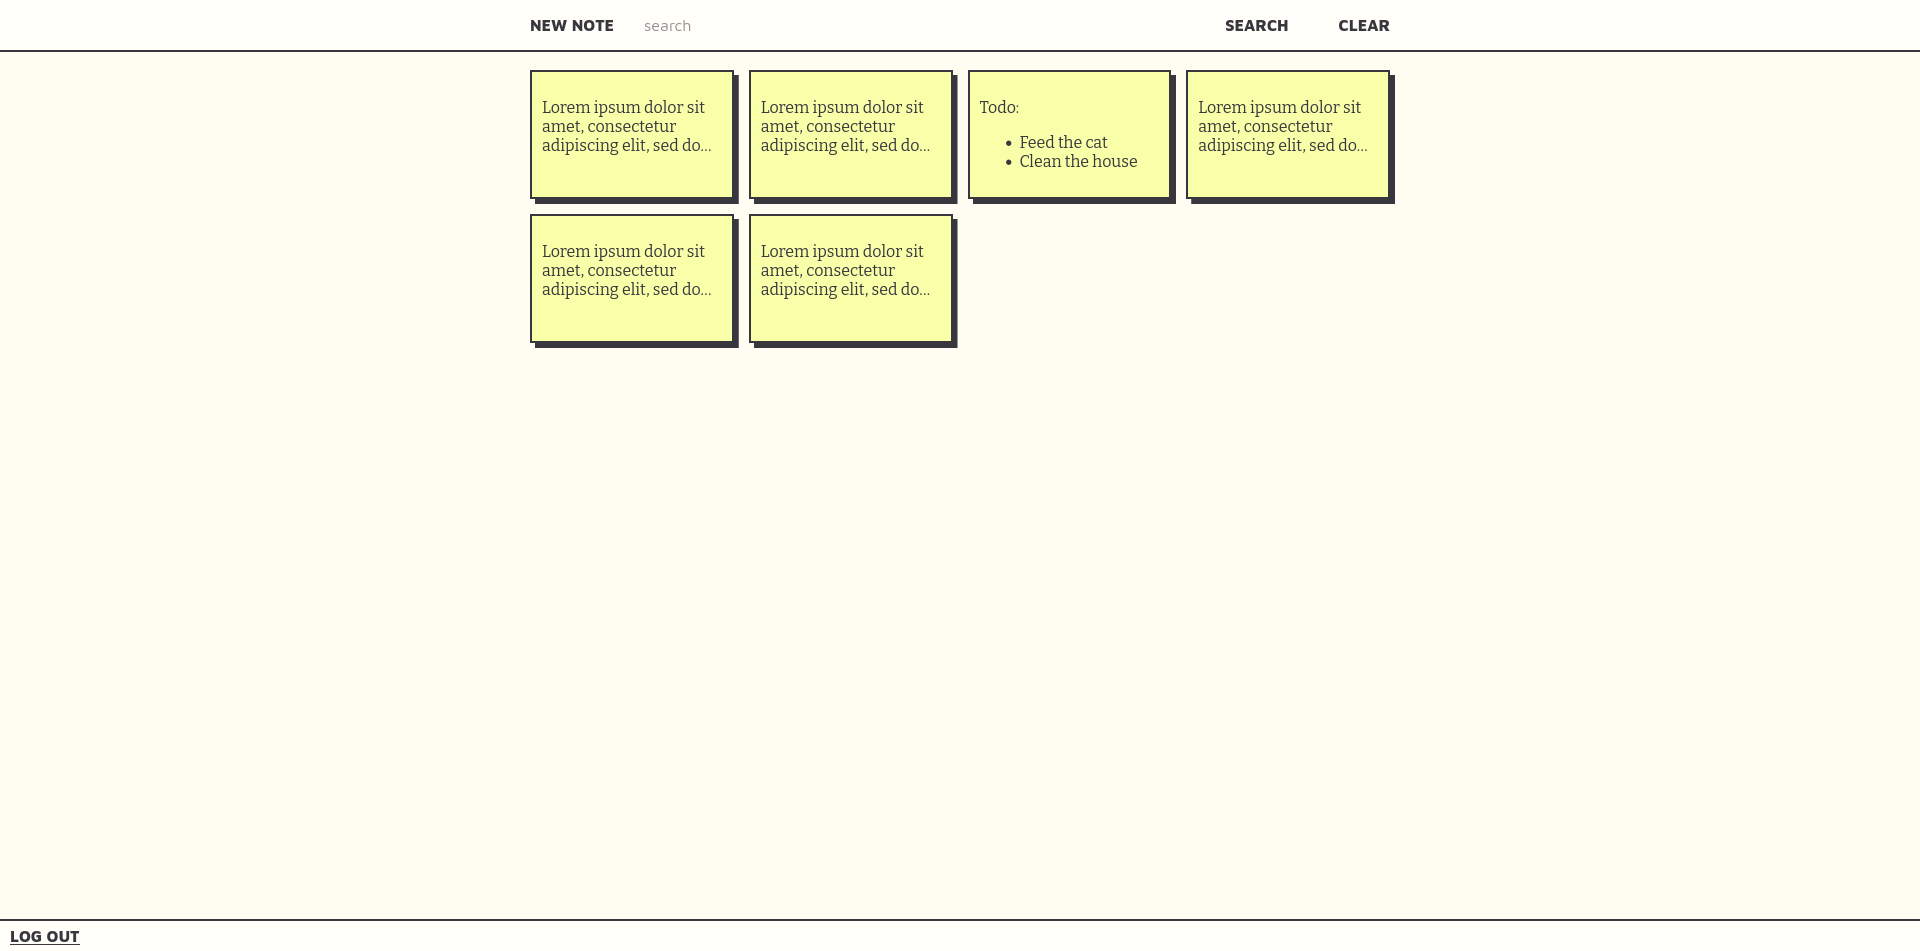 NEW NOTE search SEARCH CLEAR
Lorem ipsum dolor sit
amet, consectetur
adipiscing elit, sed do...
Lorem ipsum dolor sit
amet, consectetur
adipiscing elit, sed do...
Todo:
• Feed the cat
• Clean the house
Lorem ipsum dolor sit
amet, consectetur
adipiscing elit, sed do...
Lorem ipsum dolor sit
amet, consectetur
adipiscing elit, sed do...
Lorem ipsum dolor sit
amet, consectetur
adipiscing elit, sed do...
LOG OUT